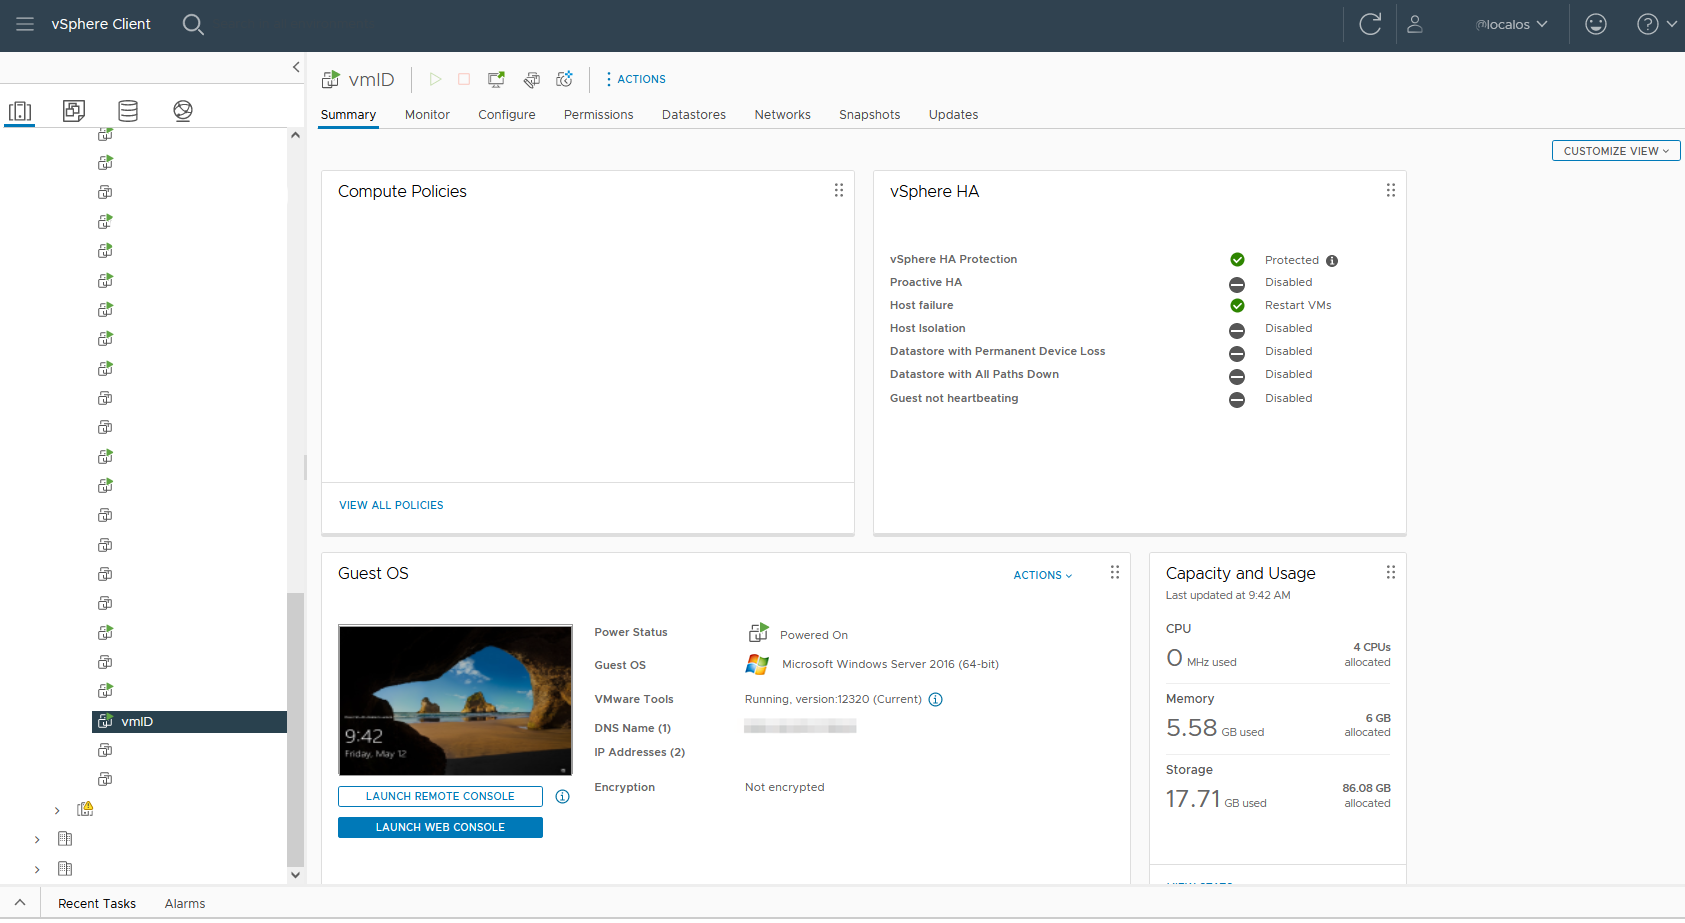 vSphere Client
@localos
vmID
ACTIONS
Summary
Monitor
Configure
Permissions
Datastores
Networks
Snapshots
Updates
CUSTOMIZE VIEW
Compute Policies
VIEW ALL POLICIES
vSphere HA
vSphere HA Protection Protected
Proactive HA Disabled
Host failure Restart VMs
Host Isolation Disabled
Datastore with Permanent Device Loss Disabled
Datastore with All Paths Down Disabled
Guest not heartbeating Disabled
Guest OS
ACTIONS
9:42
Friday, May 12
LAUNCH REMOTE CONSOLE
LAUNCH WEB CONSOLE
Power Status Powered On
Guest OS Microsoft Windows Server 2016 (64-bit)
VMware Tools Running, version:12320 (Current)
DNS Name (1)
IP Addresses (2)
Encryption Not encrypted
Capacity and Usage
Last updated at 9:42 AM
CPU
0 MHz used
4 CPUs
allocated
Memory
5.58 GB used
6 GB
allocated
Storage
17.71 GB used
86.08 GB
allocated
vmID
Recent Tasks
Alarms